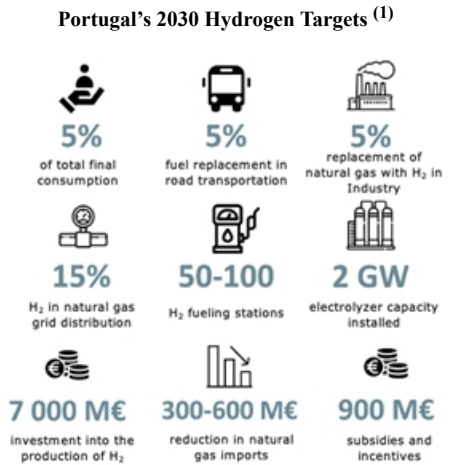 Portugal's 2030 Hydrogen Targets (1)
5%
of total final
consumption
5%
fuel replacement in
road transportation
5%
replacement of
natural gas with H₂ in
Industry
15%
H₂ in natural gas
grid distribution
50-100
H₂ fueling stations
2 GW
electrolyzer capacity
installed
7 000 M€
investment into the
production of H₂
300-600 M€
reduction in natural
gas imports
900 M€
subsidies and
incentives